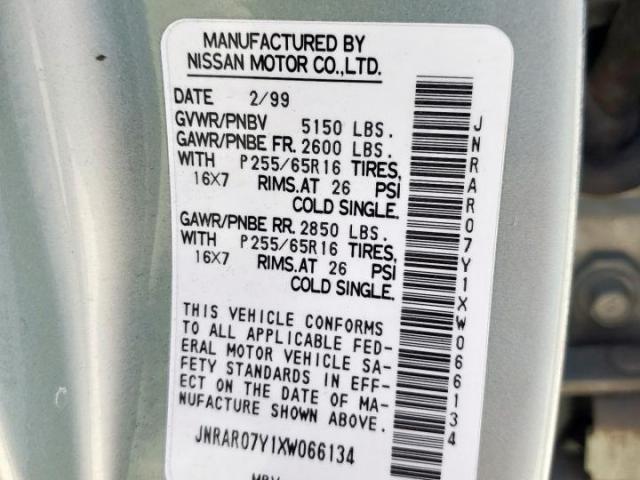 MANUFACTURED BY
NISSAN MOTOR CO.,LTD.
DATE 2/99
GVWR/PNBV 5150 LBS.
GAWR/PNBE FR. 2600 LBS.
WITH P255/65R16 TIRES,
16X7 RIMS.AT 26 PSI
COLD SINGLE.
GAWR/PNBE RR. 2850 LBS.
WITH P255/65R16 TIRES,
16X7 RIMS.AT 26 PSI
COLD SINGLE.
THIS VEHICLE CONFORMS
TO ALL APPLICABLE FED-
ERAL MOTOR VEHICLE SA-
FETY STANDARDS IN EFF-
ECT ON THE DATE OF MA-
NUFACTURE SHOWN ABOVE.
JNRAR07Y1XW066134
JNRAR07Y1XW066134